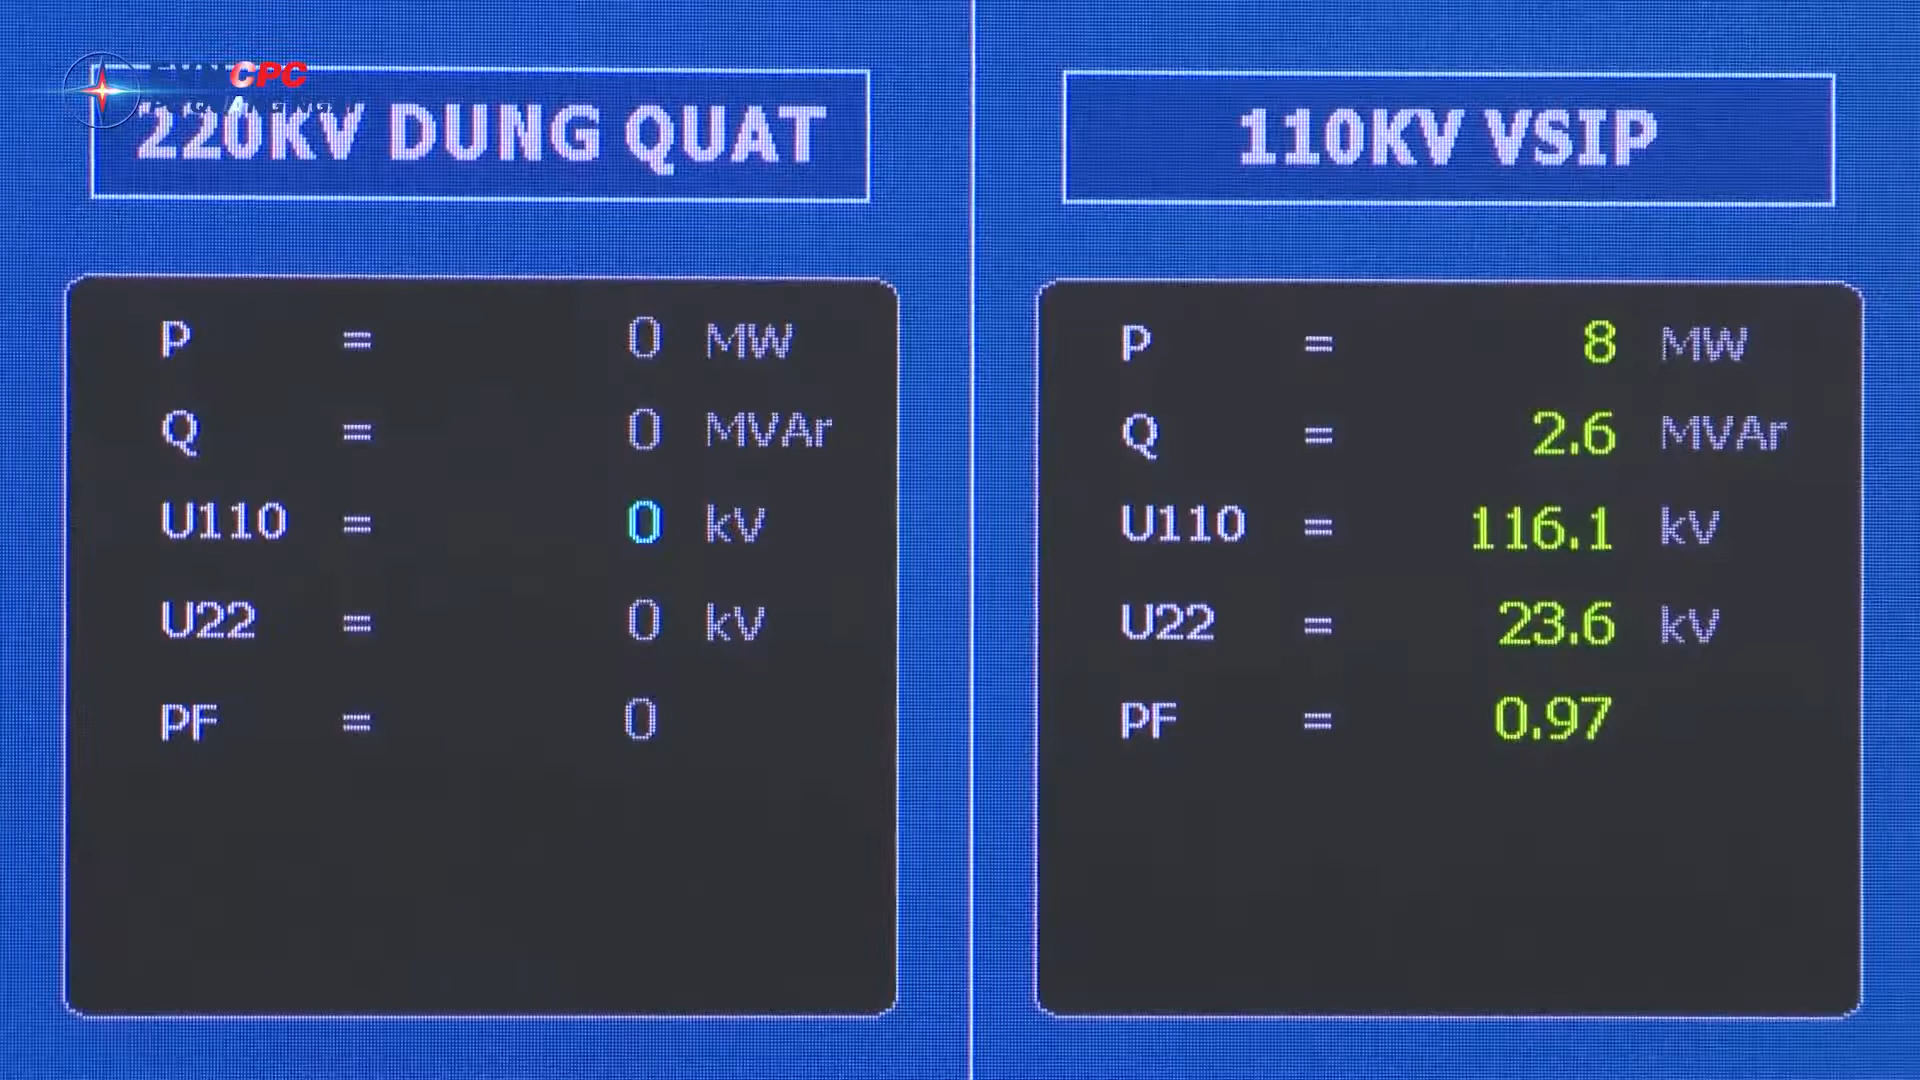 CPC
220KV DUNG QUAT
P = 0 MW
Q = 0 MVAr
U110 = 0 kV
U22 = 0 kV
PF = 0
110KV VSIP
P = 8 MW
Q = 2.6 MVAr
U110 = 116.1 kV
U22 = 23.6 kV
PF = 0.97